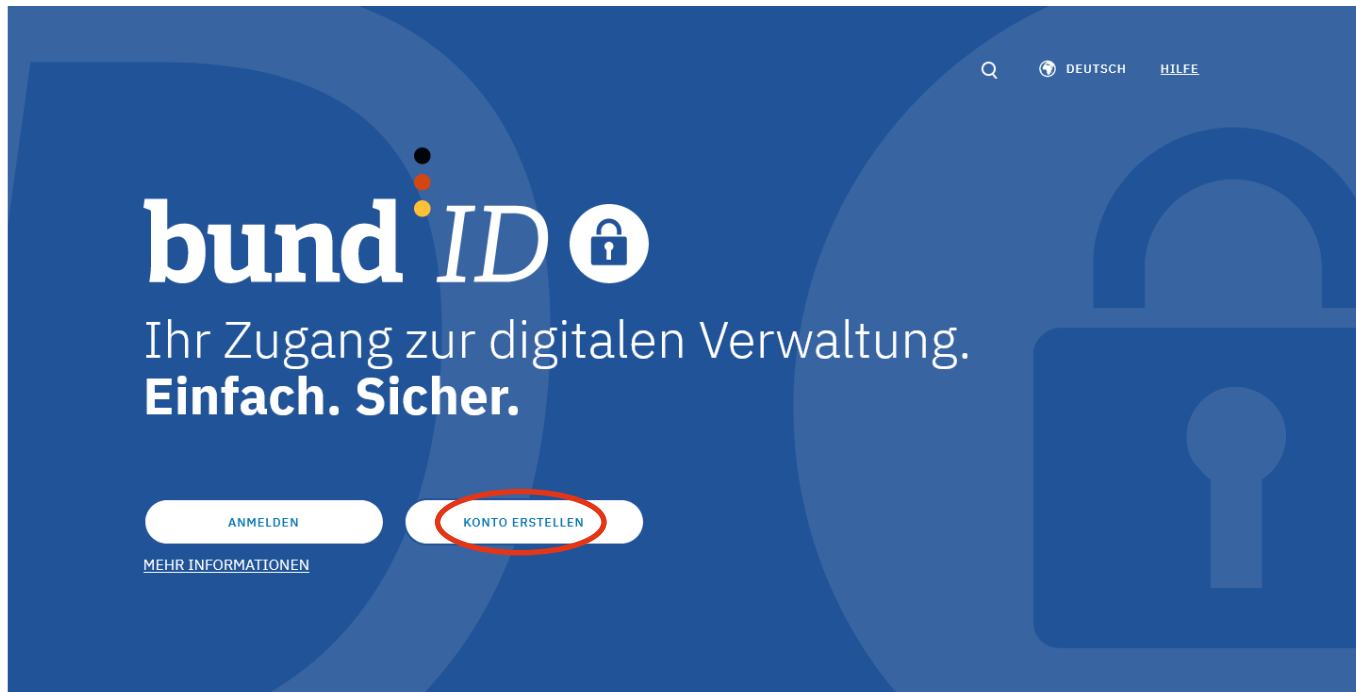 DEUTSCH HILFE
bund ID
Ihr Zugang zur digitalen Verwaltung.
Einfach. Sicher.
ANMELDEN KONTO ERSTELLEN
MEHR INFORMATIONEN